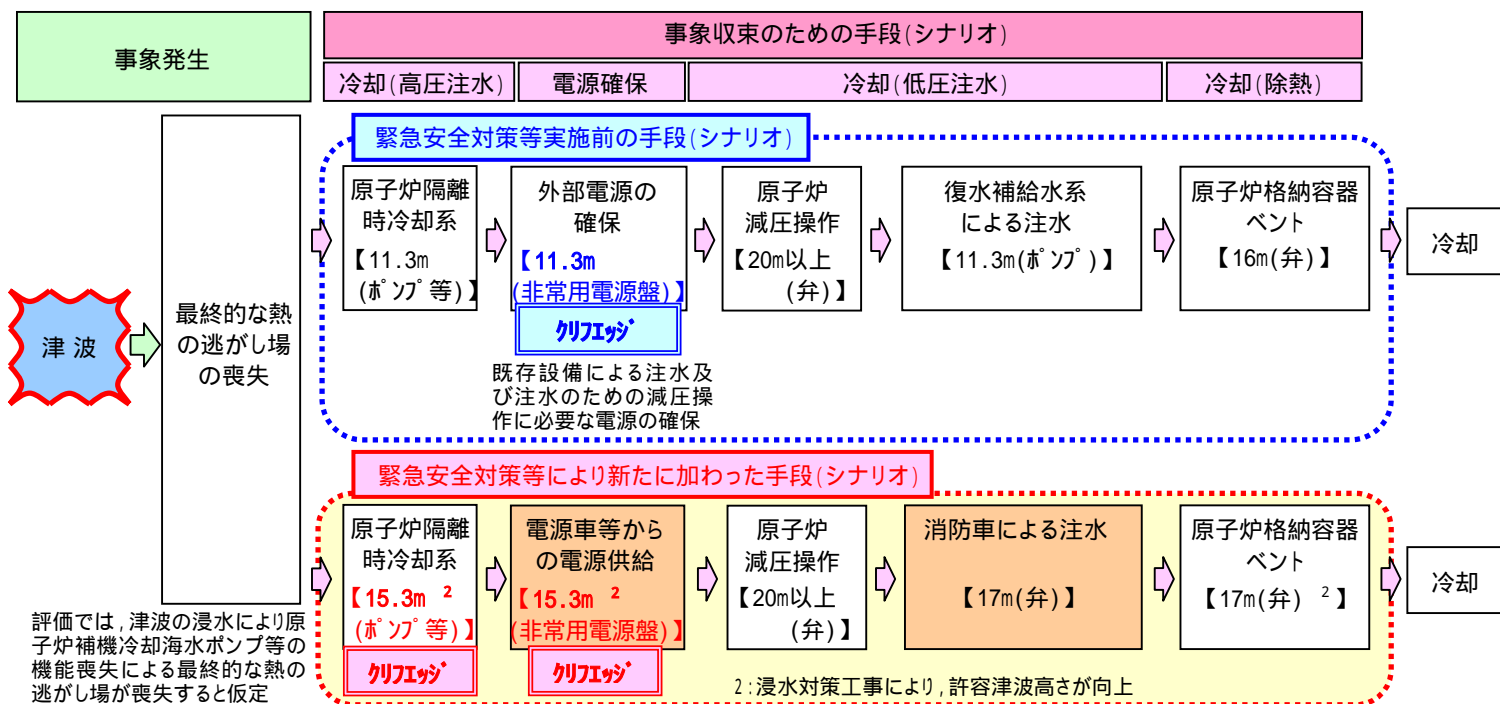 事象発生
事象収束のための手段(シナリオ)
冷却(高圧注水)
電源確保
冷却(低圧注水)
冷却(除熱)
緊急安全対策等実施前の手段(シナリオ)
津波
最終的な熱
の逃がし場
の喪失
原子炉隔離
時冷却系
【11.3m
(ポンプ等)】
外部電源の
確保
【11.3m
(非常用電源盤)】
クリフエッジ
既存設備による注水及
び注水のための減圧操
作に必要な電源の確保
原子炉
減圧操作
【20m以上
(弁)】
復水補給水系
による注水
【11.3m(ポンプ)】
原子炉格納容器
ベント
【16m(弁)】
冷却
緊急安全対策等により新たに加わった手段(シナリオ)
原子炉隔離
時冷却系
【15.3m 2
(ポンプ等)】
クリフエッジ
電源車等から
の電源供給
【15.3m 2
(非常用電源盤)】
クリフエッジ
原子炉
減圧操作
【20m以上
(弁)】
消防車による注水
【17m(弁)】
原子炉格納容器
ベント
【17m(弁) 2】
冷却
評価では,津波の浸水により原
子炉補機冷却海水ポンプ等の
機能喪失による最終的な熱の
逃がし場が喪失すると仮定
2:浸水対策工事により,許容津波高さが向上